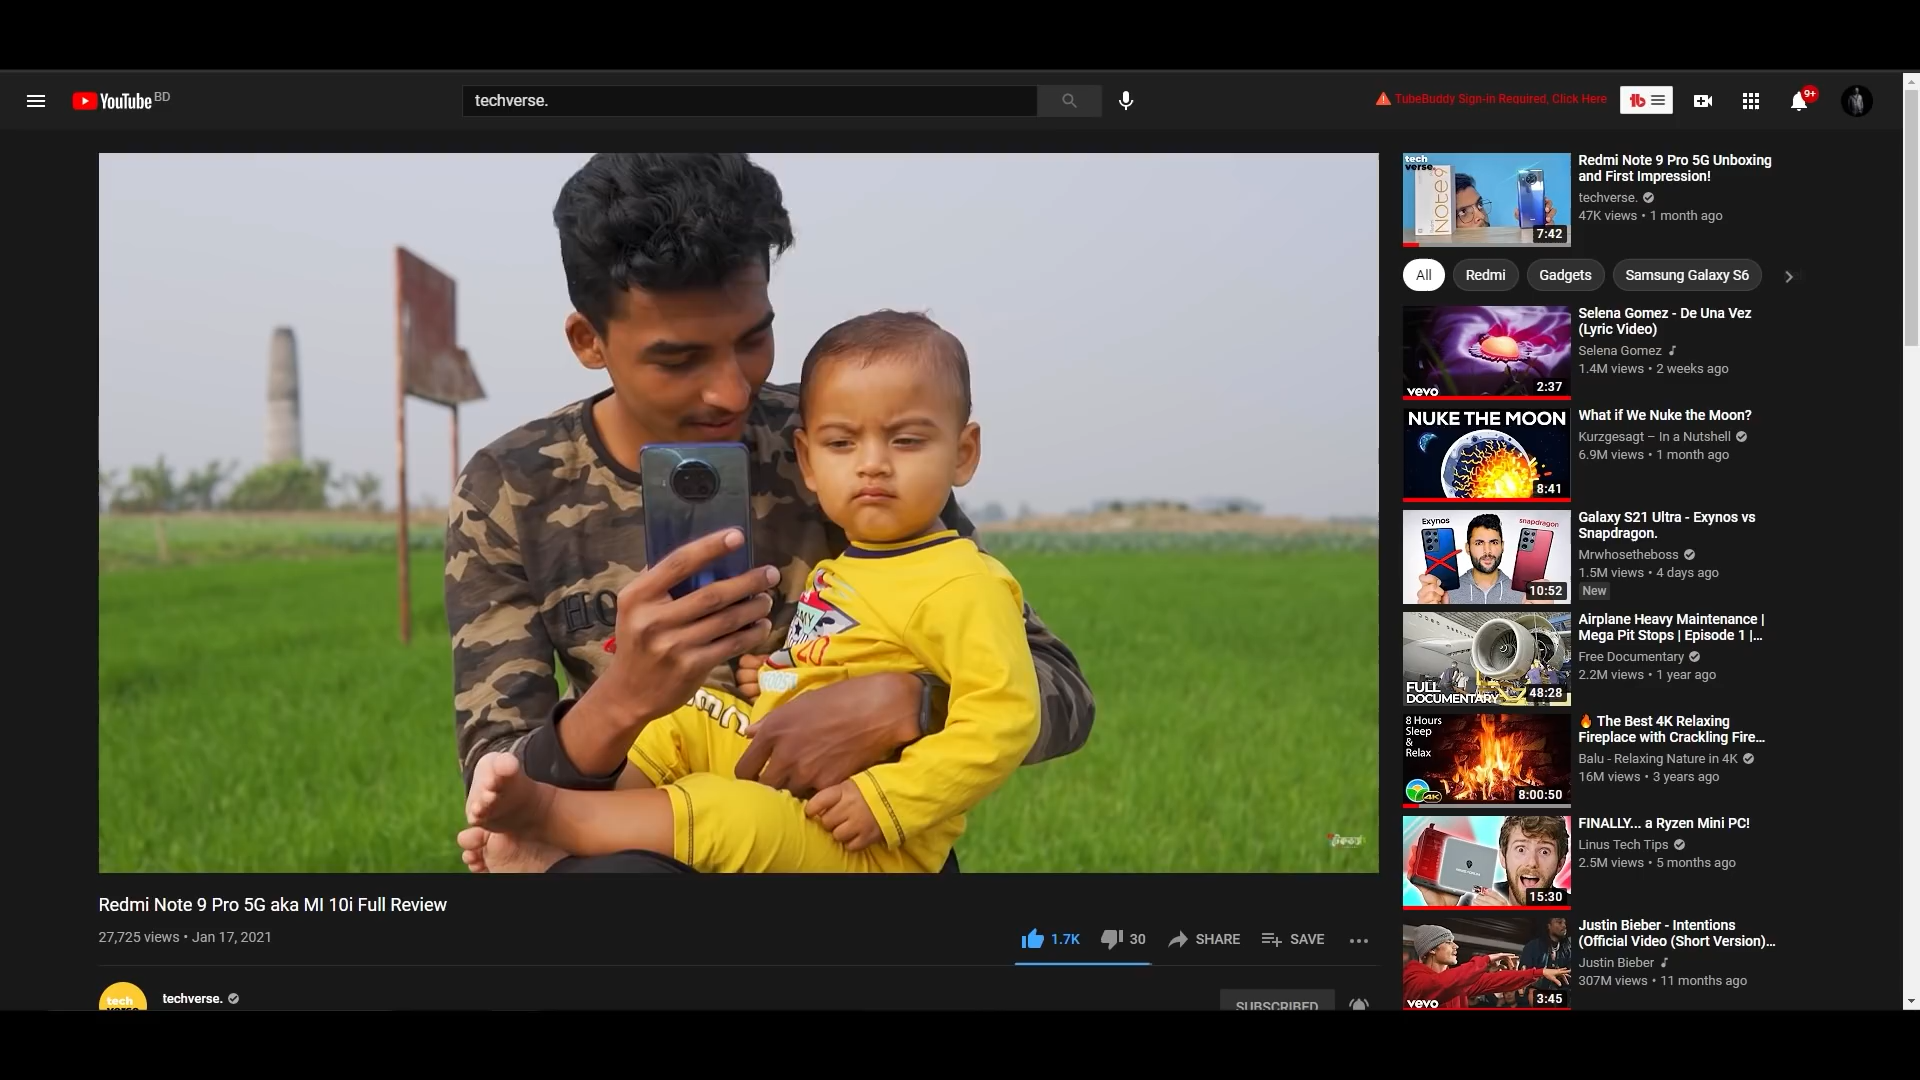 YouTube BD
techverse.
TubeBuddy Sign-in Required, Click Here
9+
Redmi Note 9 Pro 5G aka MI 10i Full Review
27,725 views • Jan 17, 2021
1.7K
30
SHARE
SAVE
tech
techverse.
SUBSCRIBED
tech
verse.
7:42
Redmi Note 9 Pro 5G Unboxing
and First Impression!
techverse.
47K views • 1 month ago
All
Redmi
Gadgets
Samsung Galaxy S6
vevo
2:37
Selena Gomez - De Una Vez
(Lyric Video)
Selena Gomez
1.4M views • 2 weeks ago
NUKE THE MOON
8:41
What if We Nuke the Moon?
Kurzgesagt – In a Nutshell
6.9M views • 1 month ago
Exynos
snapdragon
10:52
Galaxy S21 Ultra - Exynos vs
Snapdragon.
Mrwhosetheboss
1.5M views • 4 days ago
New
FULL
DOCUMENTARY
48:28
Airplane Heavy Maintenance |
Mega Pit Stops | Episode 1 |...
Free Documentary
2.2M views • 1 year ago
8 Hours
Sleep
&
Relax
4K
8:00:50
🔥 The Best 4K Relaxing
Fireplace with Crackling Fire...
Balu - Relaxing Nature in 4K
16M views • 3 years ago
15:30
FINALLY... a Ryzen Mini PC!
Linus Tech Tips
2.5M views • 5 months ago
vevo
3:45
Justin Bieber - Intentions
(Official Video (Short Version)...
Justin Bieber
307M views • 11 months ago